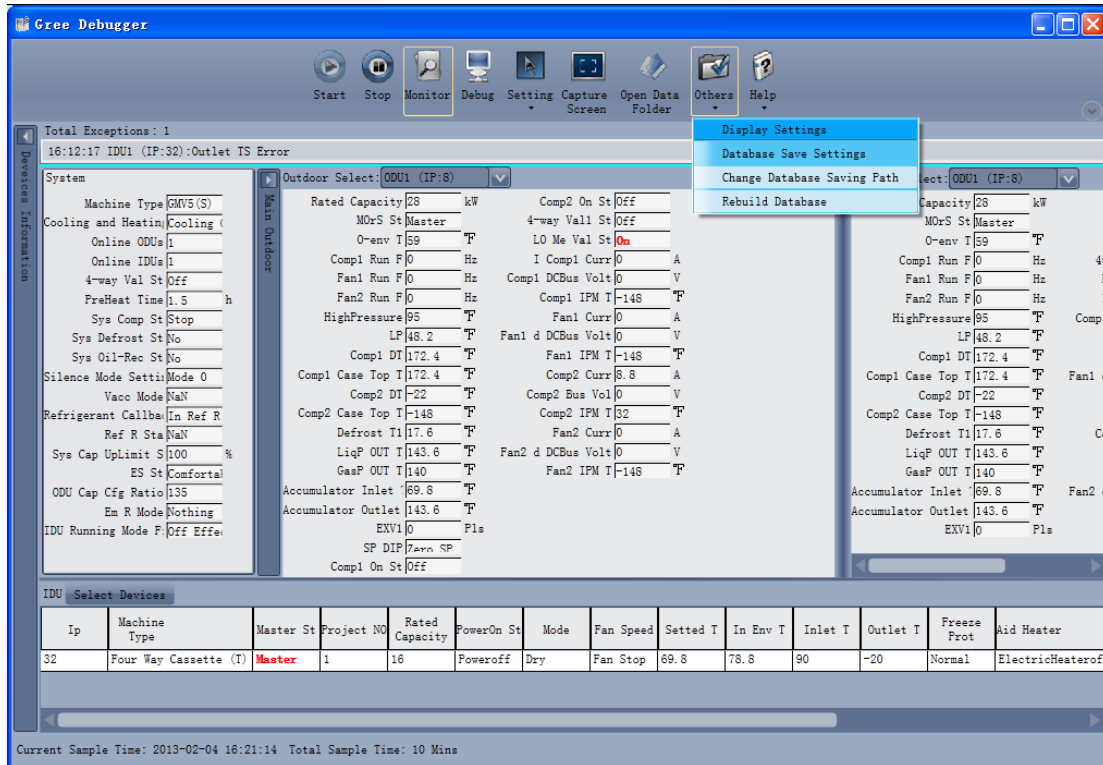 Gree Debugger
Start Stop Monitor Debug Setting Capture Screen Open Data Folder Others Help
Total Exceptions: 1
16:12:17 IDU1 (IP:32):Outlet TS Error
Display Settings
Database Save Settings
Change Database Saving Path
Rebuild Database
Deveices Information
System
Machine Type GMV5(S)
Cooling and Heatin Cooling (
Online ODUs 1
Online IDUs 1
4-way Val St Off
PreHeat Time 1.5 h
Sys Comp St Stop
Sys Defrost St No
Sys Oil-Rec St No
Silence Mode Setti Mode 0
Vacc Mode NaN
Refrigerant Callba In Ref R
Ref R Sta NaN
Sys Cap UpLimit S 100 %
ES St Comforta
ODU Cap Cfg Ratio 135
Em R Mode Nothing
IDU Running Mode F: Off Effe
Main Outdoor
Outdoor Select: ODU1 (IP:8)
Rated Capacity 28 kW
MOrS St Master
O-env T 59 °F
Comp1 Run F 0 Hz
Fan1 Run F 0 Hz
Fan2 Run F 0 Hz
HighPressure 95 °F
LP 48.2 °F
Comp1 DT 172.4 °F
Comp1 Case Top T 172.4 °F
Comp2 DT -22 °F
Comp2 Case Top T -148 °F
Defrost T1 17.6 °F
LiqP OUT T 143.6 °F
GasP OUT T 140 °F
Accumulator Inlet 69.8 °F
Accumulator Outlet 143.6 °F
EXV1 0 Pls
SP DIP Zero SP
Comp1 On St Off
Comp2 On St Off
4-way Val1 St Off
LO Me Val St On
I Comp1 Curr 0 A
Comp1 DCBus Volt 0 V
Comp1 IPM T -148 °F
Fan1 Curr 0 A
Fan1 d DCBus Volt 0 V
Fan1 IPM T -148 °F
Comp2 Curr 8.8 A
Comp2 Bus Vol 0 V
Comp2 IPM T 32 °F
Fan2 Curr 0 A
Fan2 d DCBus Volt 0 V
Fan2 IPM T -148 °F
lect: ODU1 (IP:8)
apacity 28 kW
MOrS St Master
O-env T 59 °F
Comp1 Run F 0 Hz 4
Fan1 Run F 0 Hz
Fan2 Run F 0 Hz
HighPressure 95 °F Comp
LP 48.2 °F
Comp1 DT 172.4 °F
Comp1 Case Top T 172.4 °F Fan1
Comp2 DT -22 °F
Comp2 Case Top T -148 °F
Defrost T1 17.6 °F C
LiqP OUT T 143.6 °F
GasP OUT T 140 °F
Accumulator Inlet 69.8 °F Fan2
Accumulator Outlet 143.6 °F
EXV1 0 Pls
IDU Select Devices
Ip Machine Type Master St Project NO Rated Capacity PowerOn St Mode Fan Speed Setted T In Env T Inlet T Outlet T Freeze Prot Aid Heater
32 Four Way Cassette (T) Master 1 16 Poweroff Dry Fan Stop 69.8 78.8 90 -20 Normal ElectricHeaterof
Current Sample Time: 2013-02-04 16:21:14 Total Sample Time: 10 Mins